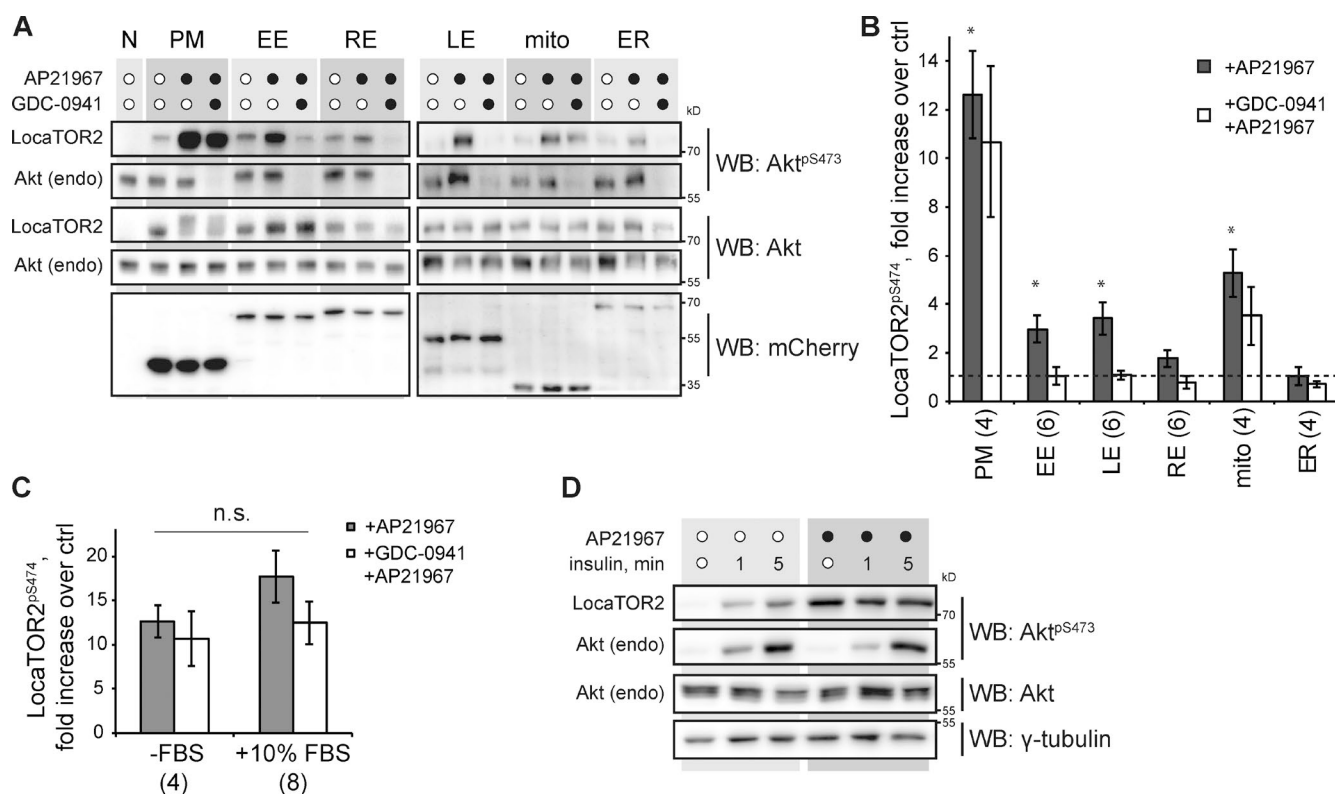 A
N PM EE RE LE mito ER
AP21967
GDC-0941
kD
LocaTOR2
70
Akt (endo)
55
WB: Akt^pS473
LocaTOR2
70
Akt (endo)
55
WB: Akt
70
55
35
WB: mCherry
B
LocaTOR2^pS474, fold increase over ctrl
14
12
10
8
6
4
2
0
* * * *
+AP21967
+GDC-0941
+AP21967
PM (4) EE (6) LE (6) RE (6) mito (4) ER (4)
C
LocaTOR2^pS474,
fold increase over ctrl
20
15
10
5
0
n.s.
+AP21967
+GDC-0941
+AP21967
-FBS +10% FBS
(4) (8)
D
AP21967
insulin, min 1 5 1 5
kD
LocaTOR2
70
Akt (endo)
55
WB: Akt^pS473
Akt (endo)
55
WB: Akt
55
WB: γ-tubulin